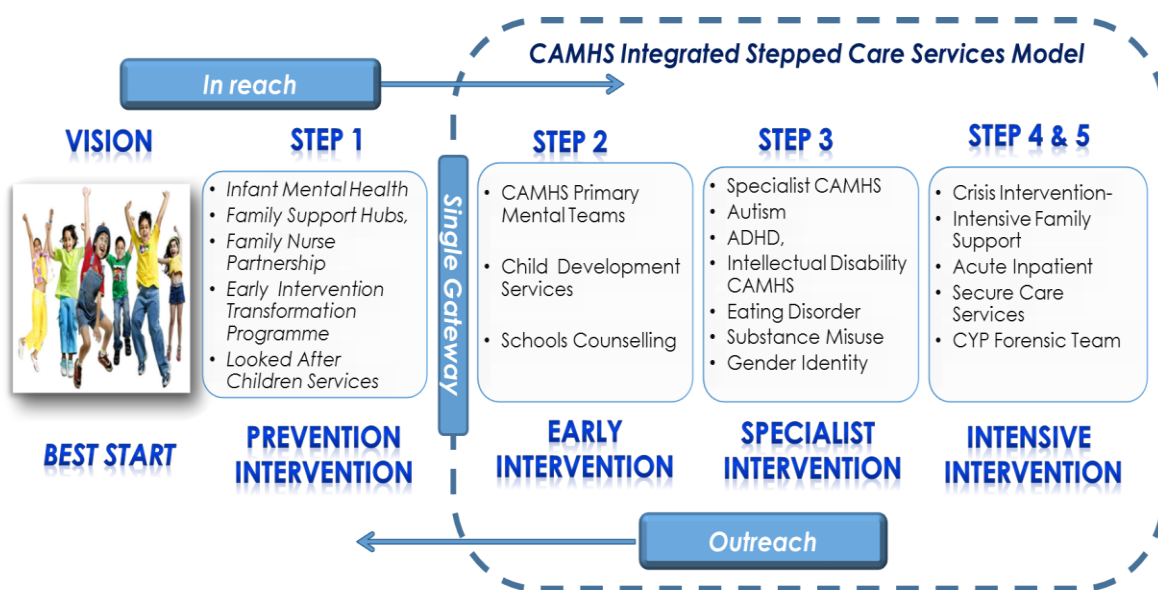 CAMHS Integrated Stepped Care Services Model
In reach
VISION
BEST START
STEP 1
• Infant Mental Health
• Family Support Hubs,
• Family Nurse
Partnership
• Early Intervention
Transformation
Programme
• Looked After
Children Services
PREVENTION
INTERVENTION
Single Gateway
STEP 2
• CAMHS Primary
Mental Teams
• Child Development
Services
• Schools Counselling
EARLY
INTERVENTION
STEP 3
• Specialist CAMHS
• Autism
• ADHD,
• Intellectual Disability
CAMHS
• Eating Disorder
• Substance Misuse
• Gender Identity
SPECIALIST
INTERVENTION
STEP 4 & 5
• Crisis Intervention-
• Intensive Family
Support
• Acute Inpatient
• Secure Care
Services
• CYP Forensic Team
INTENSIVE
INTERVENTION
Outreach